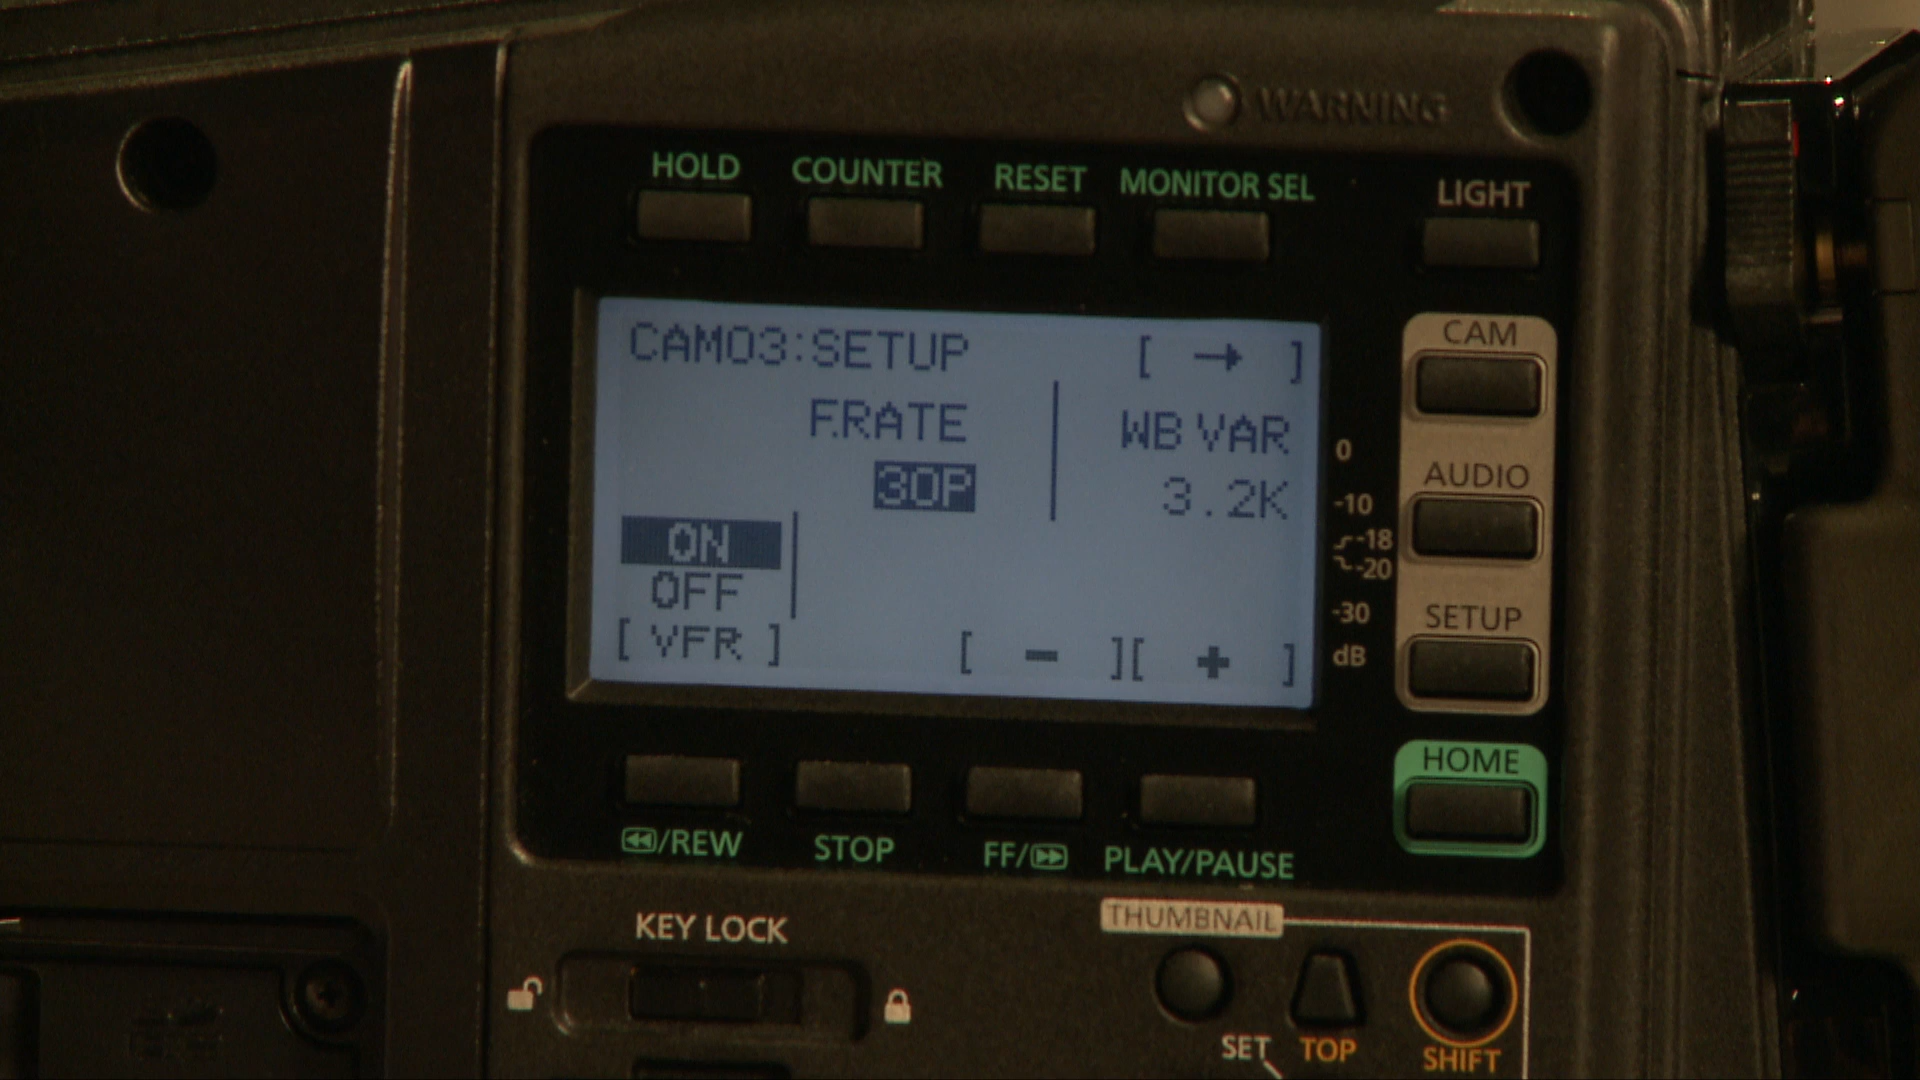 WARNING
HOLD COUNTER RESET MONITOR SEL LIGHT
CAM03:SETUP [ → ]
F.RATE WB VAR
30P 3.2K
ON
OFF
[ VFR ] [ - ][ + ]
0
-10
-18
-20
-30
dB
CAM
AUDIO
SETUP
HOME
◀◀/REW STOP FF/▶▶ PLAY/PAUSE
KEY LOCK
THUMBNAIL
SET TOP SHIFT